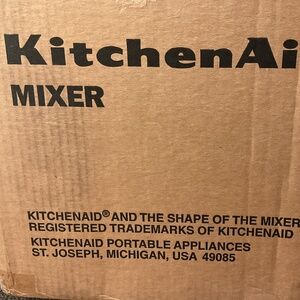 KitchenAi
MIXER
KITCHENAID® AND THE SHAPE OF THE MIXER
REGISTERED TRADEMARKS OF KITCHENAID
KITCHENAID PORTABLE APPLIANCES
ST. JOSEPH, MICHIGAN, USA 49085